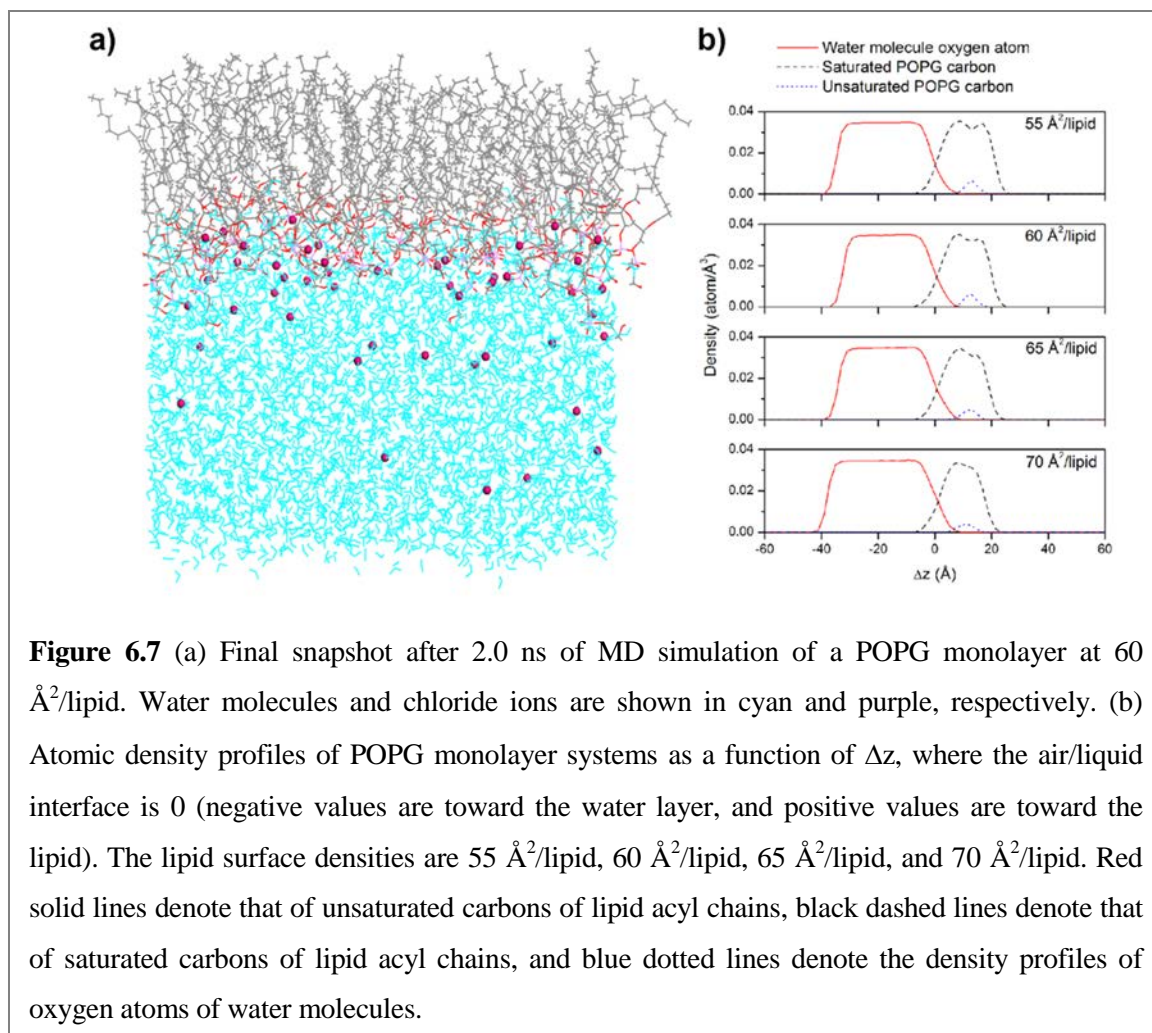 a)
b)
Water molecule oxygen atom
Saturated POPG carbon
Unsaturated POPG carbon
0.04
0.02
0.00
55 Å²/lipid
0.04
0.02
0.00
60 Å²/lipid
0.04
0.02
0.00
65 Å²/lipid
0.04
0.02
0.00
70 Å²/lipid
Density (atom/Å³)
-60 -40 -20 0 20 40 60
Δz (Å)
Figure 6.7 (a) Final snapshot after 2.0 ns of MD simulation of a POPG monolayer at 60
Å²/lipid. Water molecules and chloride ions are shown in cyan and purple, respectively. (b)
Atomic density profiles of POPG monolayer systems as a function of Δz, where the air/liquid
interface is 0 (negative values are toward the water layer, and positive values are toward the
lipid). The lipid surface densities are 55 Å²/lipid, 60 Å²/lipid, 65 Å²/lipid, and 70 Å²/lipid. Red
solid lines denote that of unsaturated carbons of lipid acyl chains, black dashed lines denote that
of saturated carbons of lipid acyl chains, and blue dotted lines denote the density profiles of
oxygen atoms of water molecules.